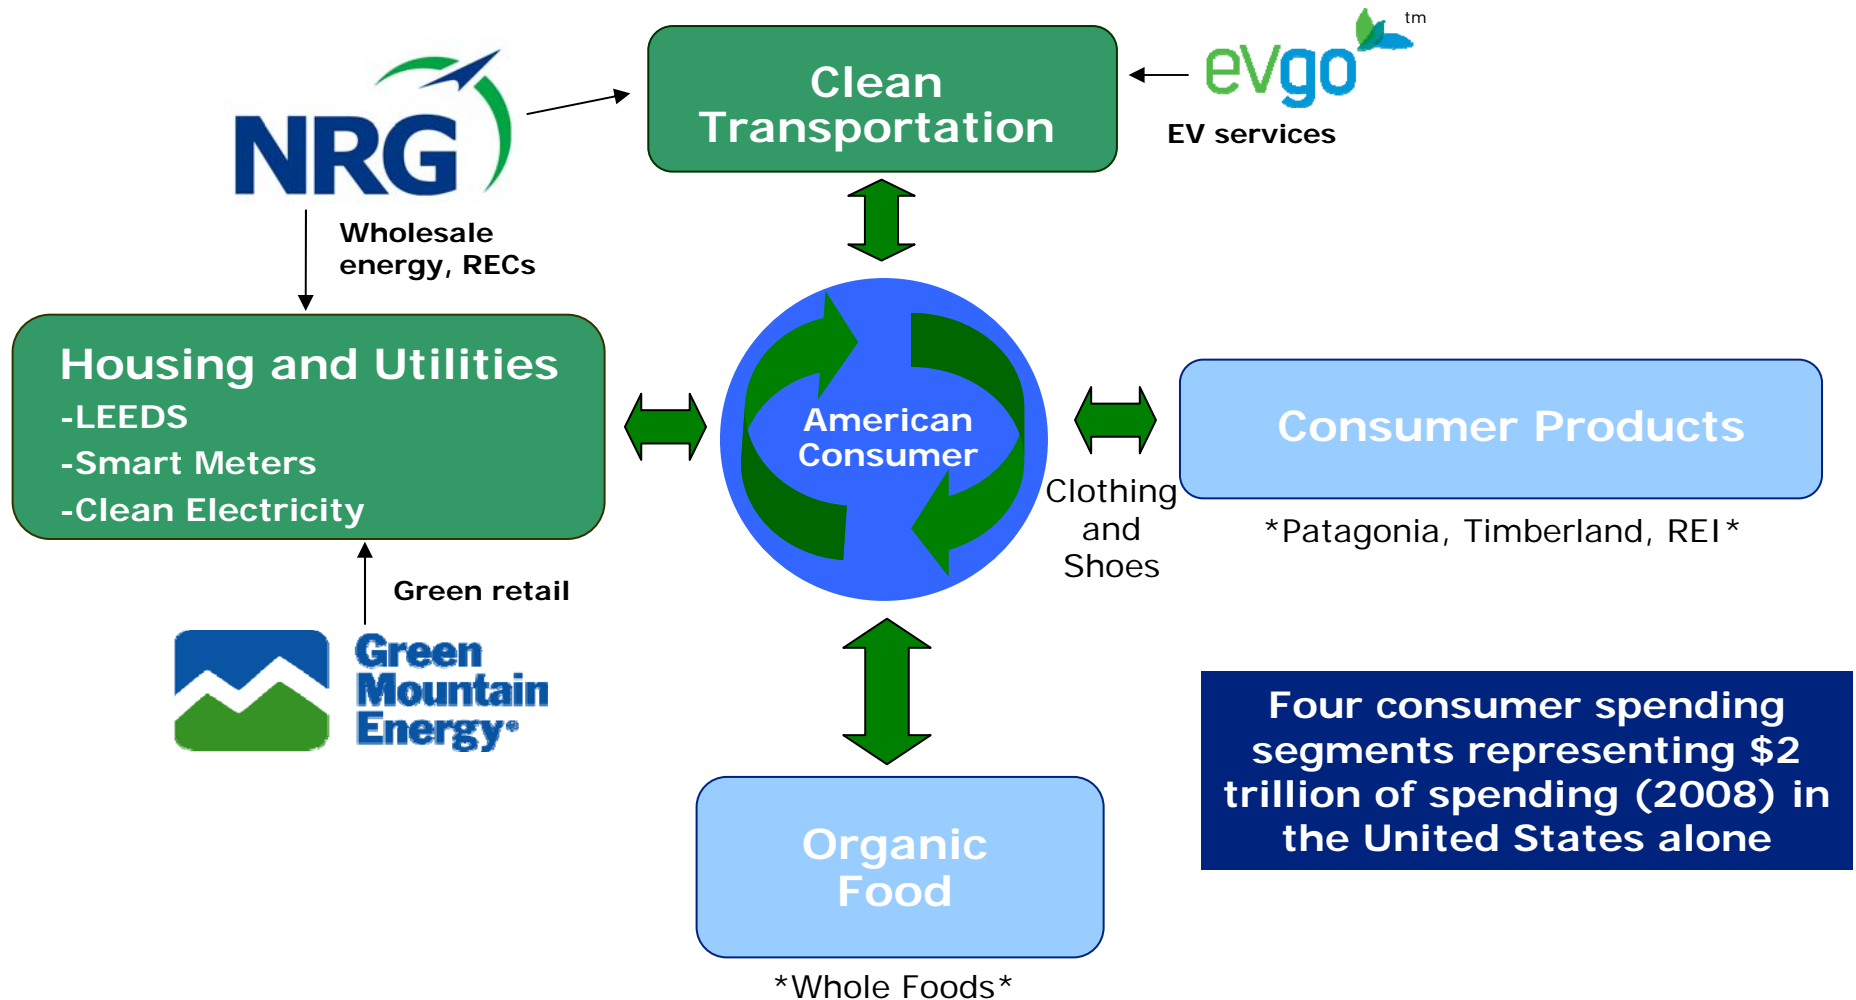 NRG
Clean
Transportation
evgo
tm
EV services
Wholesale
energy, RECs
Housing and Utilities
-LEEDS
-Smart Meters
-Clean Electricity
American
Consumer
Consumer Products
Clothing
and
Shoes
*Patagonia, Timberland, REI*
Green retail
Green
Mountain
Energy®
Four consumer spending
segments representing $2
trillion of spending (2008) in
the United States alone
Organic
Food
*Whole Foods*